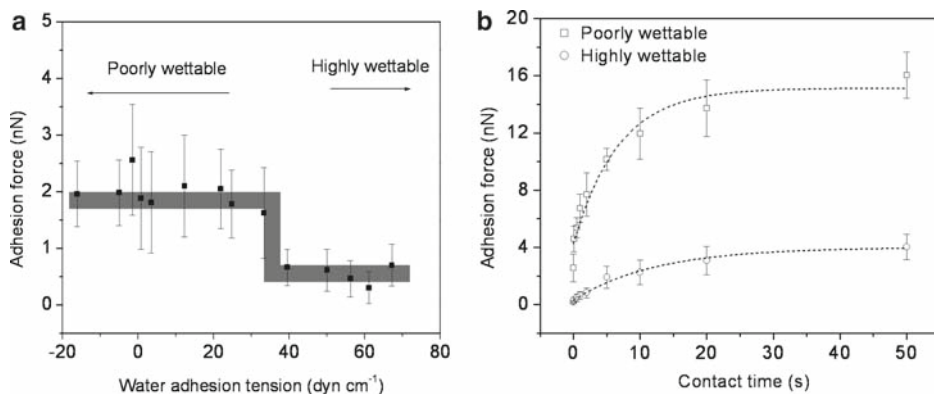 a
5
4
3
2
1
0
Adhesion force (nN)
Poorly wettable
Highly wettable
-20 0 20 40 60 80
Water adhesion tension (dyn cm⁻¹)
b
20
16
12
8
4
0
Adhesion force (nN)
Poorly wettable
Highly wettable
0 10 20 30 40 50
Contact time (s)